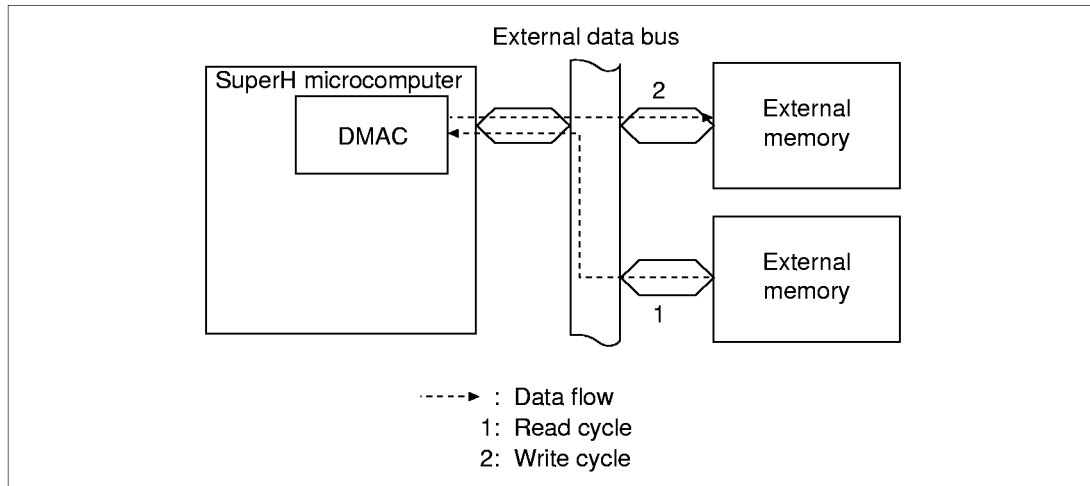 External data bus
SuperH microcomputer
DMAC
2
External
memory
External
memory
1
: Data flow
1: Read cycle
2: Write cycle